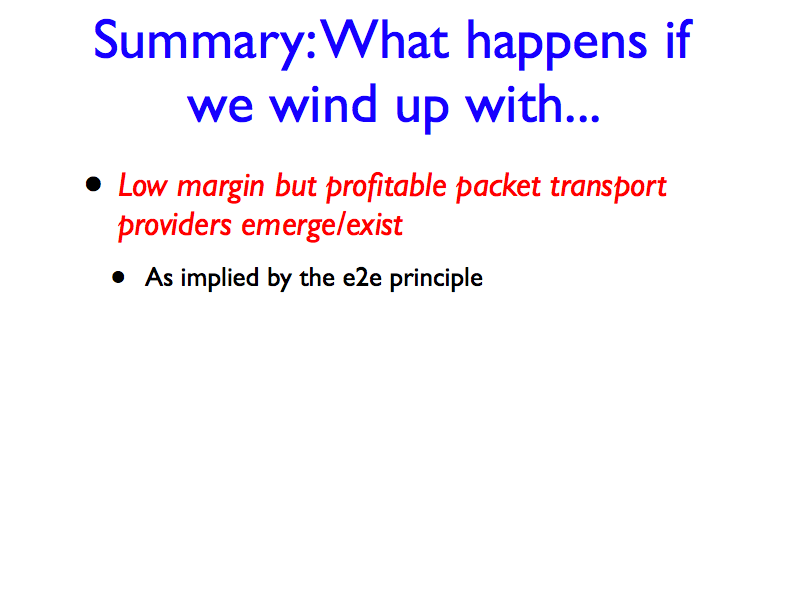 Summary: What happens if
we wind up with...
• Low margin but profitable packet transport
providers emerge/exist
• As implied by the e2e principle